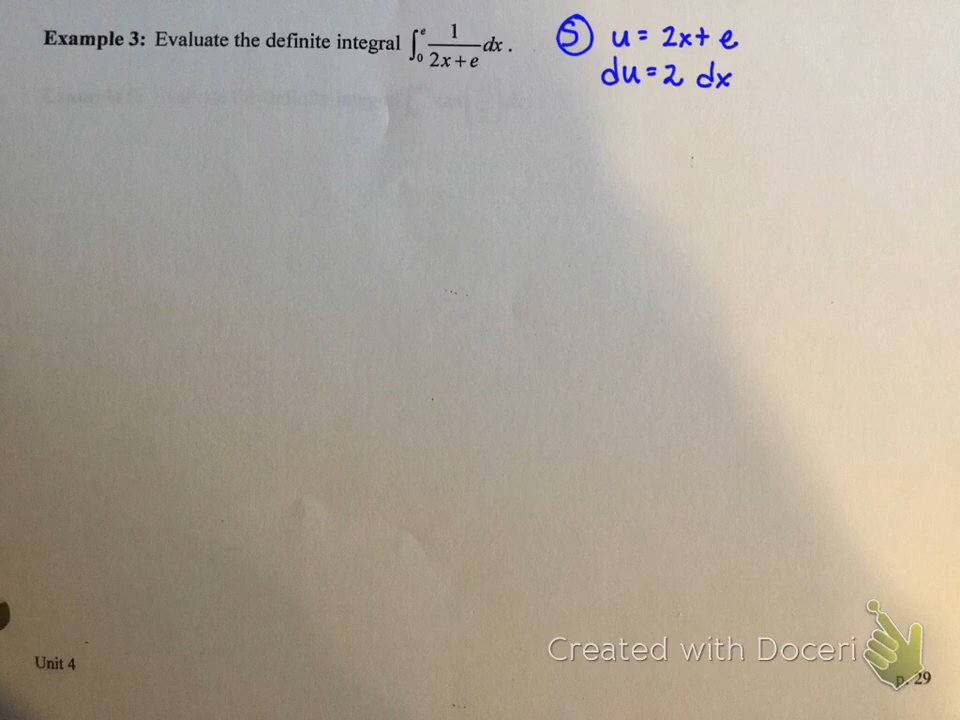 Example 3: Evaluate the definite integral ∫₀ᵉ 1/(2x+e) dx.
Ⓢ u = 2x + e
du = 2 dx
Created with Doceri
Unit 4
p. 29